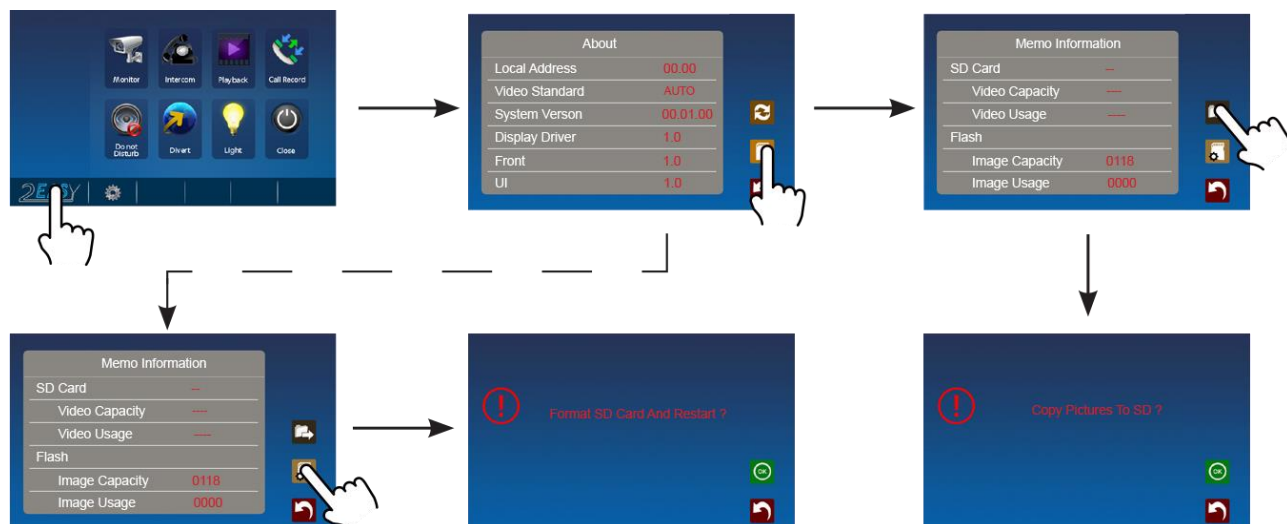 Monitor Intercom Playback Call Record
Do not Disturb Divert Light Close
2EASY
About
Local Address 00.00
Video Standard AUTO
System Verson 00.01.00
Display Driver 1.0
Front 1.0
UI 1.0
Memo Information
SD Card --
Video Capacity ----
Video Usage ----
Flash
Image Capacity 0118
Image Usage 0000
Memo Information
SD Card --
Video Capacity ----
Video Usage ----
Flash
Image Capacity 0118
Image Usage 0000
Format SD Card And Restart ?
OK
Copy Pictures To SD ?
OK